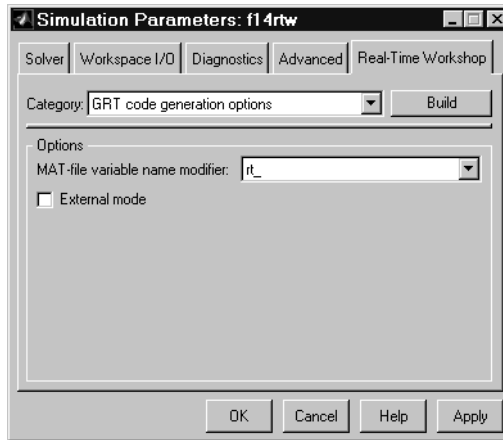 Simulation Parameters: f14rtw
Solver Workspace I/O Diagnostics Advanced Real-Time Workshop
Category: GRT code generation options Build
Options
MAT-file variable name modifier: rt_
External mode
OK Cancel Help Apply